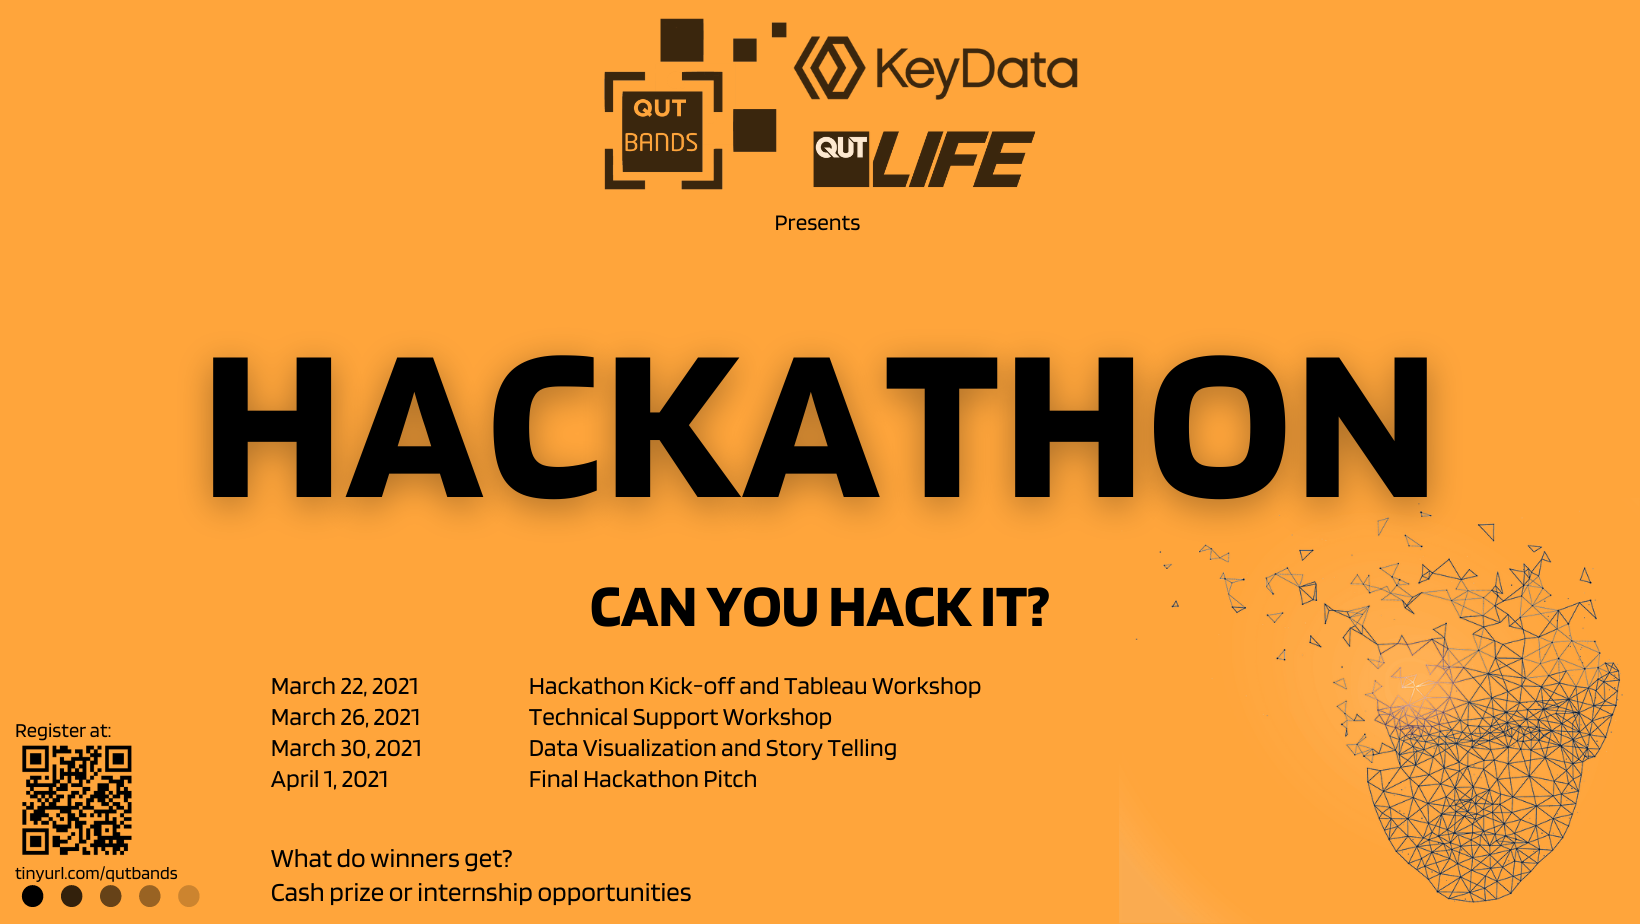 QUT
BANDS
KeyData
QUT LIFE
Presents
HACKATHON
CAN YOU HACK IT?
March 22, 2021 Hackathon Kick-off and Tableau Workshop
March 26, 2021 Technical Support Workshop
March 30, 2021 Data Visualization and Story Telling
April 1, 2021 Final Hackathon Pitch
Register at:
tinyurl.com/qutbands
What do winners get?
Cash prize or internship opportunities